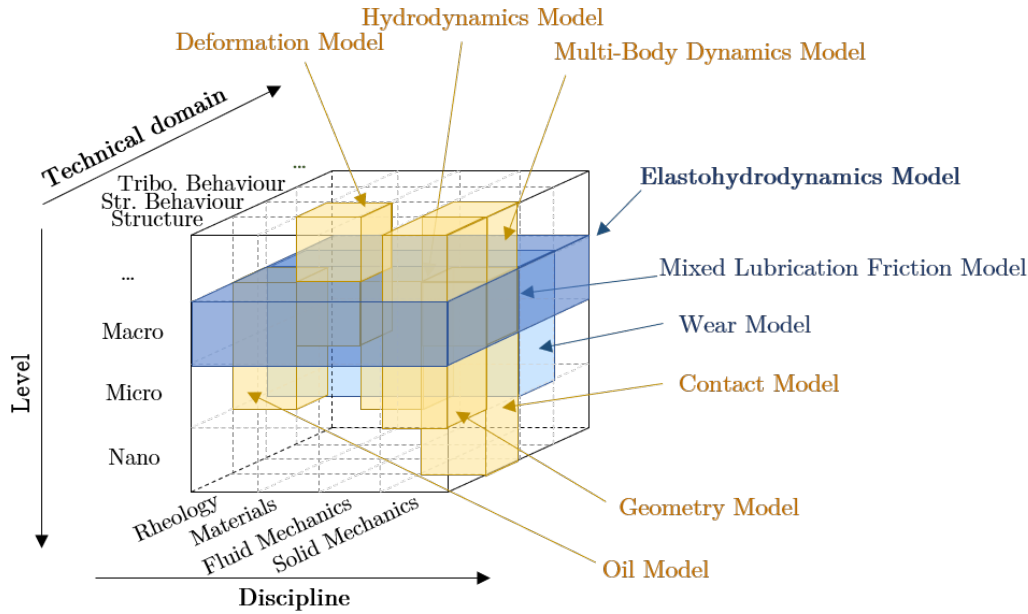 Hydrodynamics Model
Deformation Model
Multi-Body Dynamics Model
Technical domain
...
Tribo. Behaviour
Str. Behaviour
Structure
Elastohydrodynamics Model
...
Mixed Lubrication Friction Model
Macro
Wear Model
Level
Micro
Contact Model
Nano
Rheology
Materials
Fluid Mechanics
Solid Mechanics
Geometry Model
Oil Model
Discipline